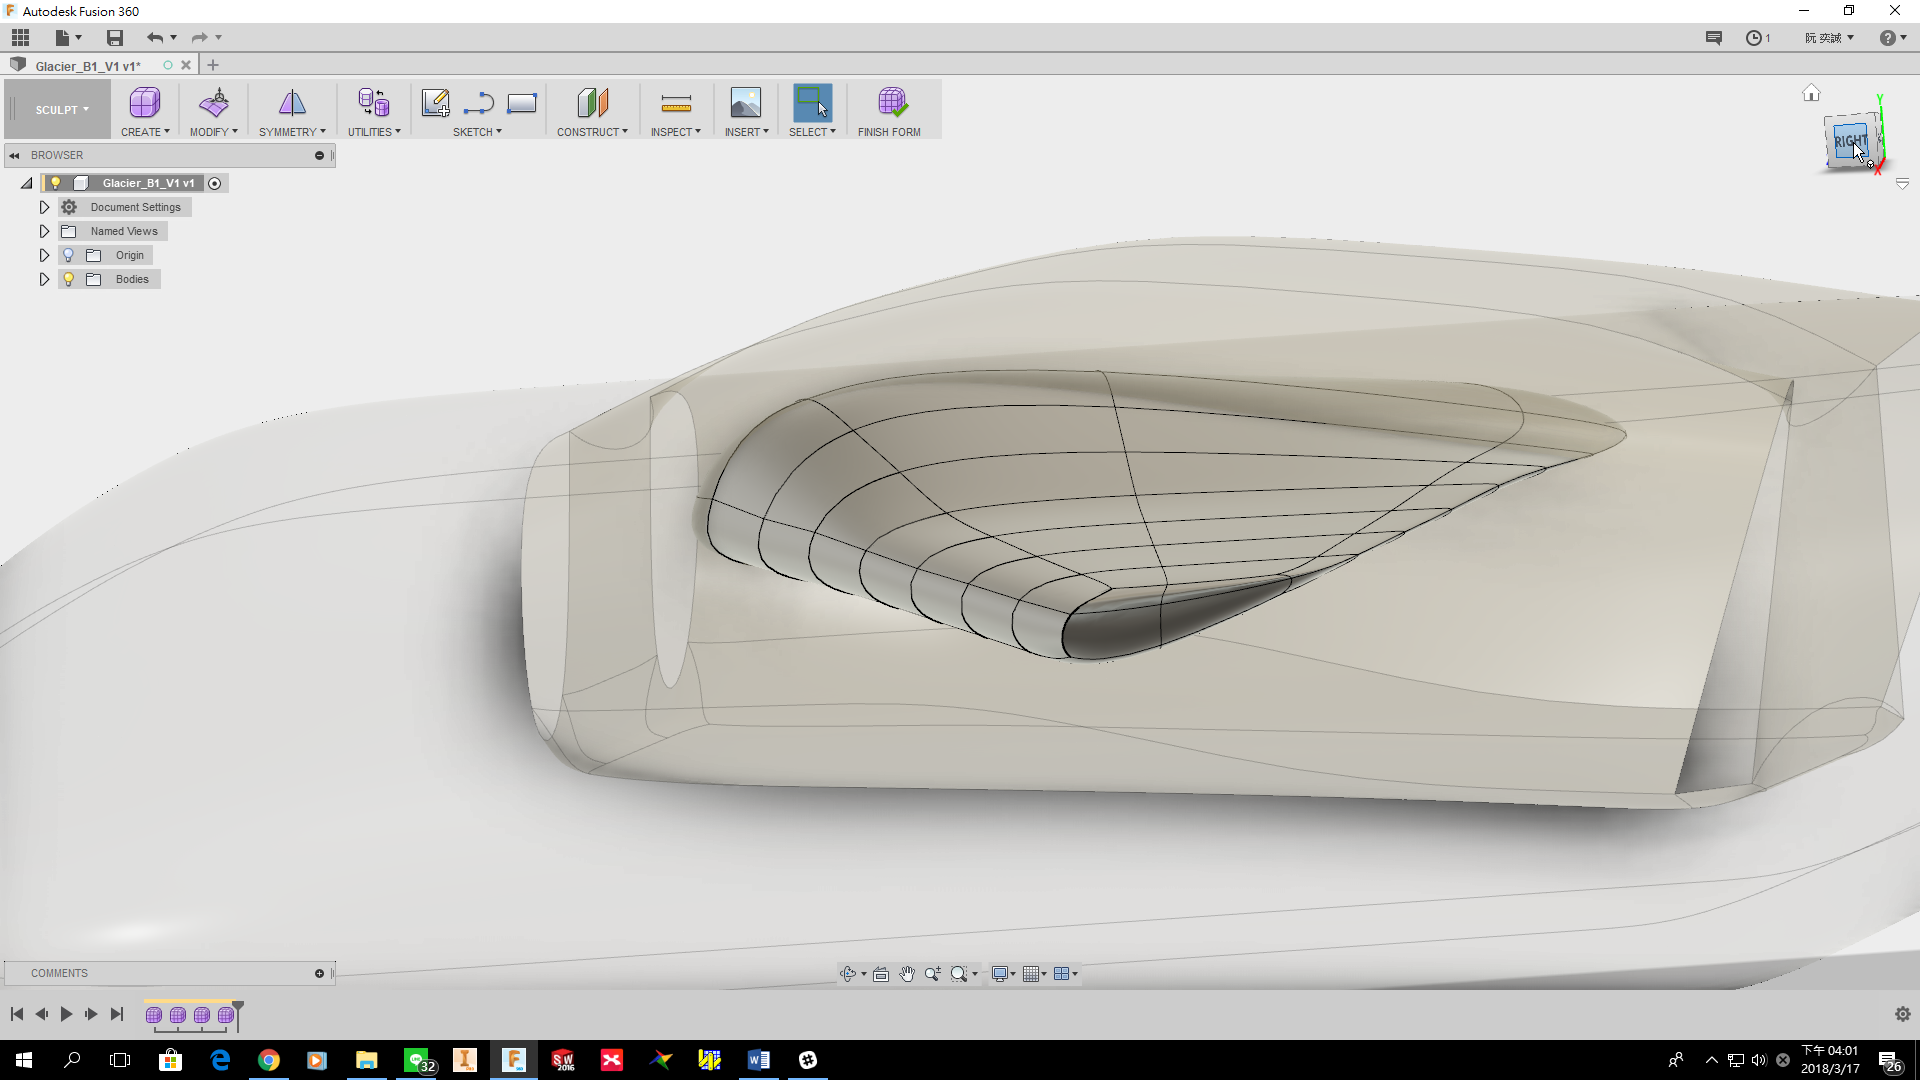 Autodesk Fusion 360
1
阮 奕誠
Glacier_B1_V1 v1*
SCULPT
CREATE
MODIFY
SYMMETRY
UTILITIES
SKETCH
CONSTRUCT
INSPECT
INSERT
SELECT
FINISH FORM
Y
RIGHT
X
BROWSER
Glacier_B1_V1 v1
Document Settings
Named Views
Origin
Bodies
COMMENTS
32
SW
2016
下午 04:01
2018/3/17
26